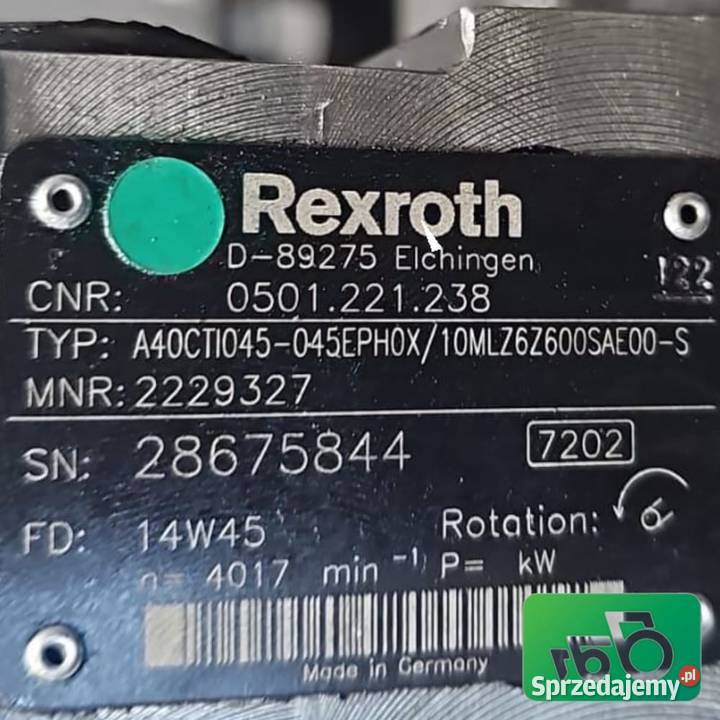 Rexroth
D-89275 Elchingen
122
CNR: 0501.221.238
TYP: A40CTI045-045EPH0X/10MLZ6Z600SAE00-S
MNR: 2229327
SN: 28675844 7202
FD: 14W45 Rotation:
n= 4017 min -1 P= kW
Made in Germany
Sprzedajemy.pl